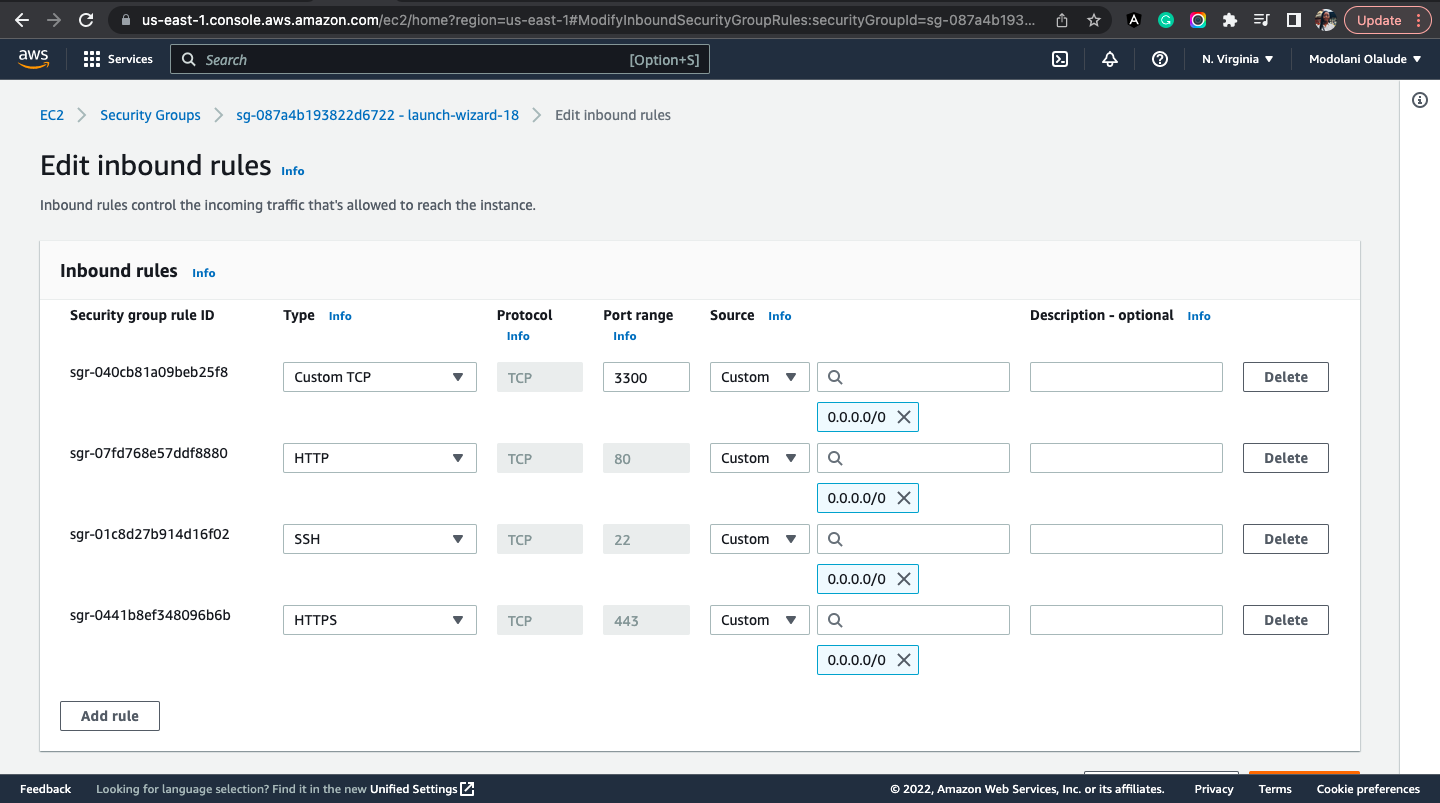 us-east-1.console.aws.amazon.com/ec2/home?region=us-east-1#ModifyInboundSecurityGroupRules:securityGroupId=sg-087a4b193... Update
aws Services Search [Option+S] N. Virginia Modolani Olalude
EC2 Security Groups sg-087a4b193822d6722 - launch-wizard-18 Edit inbound rules
Edit inbound rules Info
Inbound rules control the incoming traffic that's allowed to reach the instance.
Inbound rules Info
Security group rule ID Type Info Protocol Info Port range Info Source Info Description - optional Info
sgr-040cb81a09beb25f8 Custom TCP TCP 3300 Custom Delete
0.0.0.0/0
sgr-07fd768e57ddf8880 HTTP TCP 80 Custom Delete
0.0.0.0/0
sgr-01c8d27b914d16f02 SSH TCP 22 Custom Delete
0.0.0.0/0
sgr-0441b8ef348096b6b HTTPS TCP 443 Custom Delete
0.0.0.0/0
Add rule
Feedback Looking for language selection? Find it in the new Unified Settings © 2022, Amazon Web Services, Inc. or its affiliates. Privacy Terms Cookie preferences